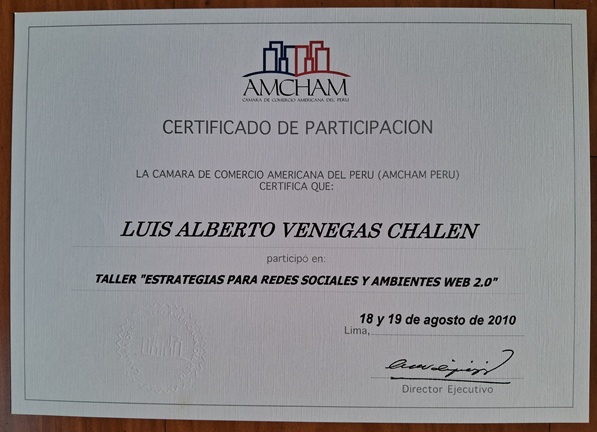 AMCHAM
CAMARA DE COMERCIO AMERICANA DEL PERU
CERTIFICADO DE PARTICIPACION
LA CAMARA DE COMERCIO AMERICANA DEL PERU (AMCHAM PERU)
CERTIFICA QUE:
LUIS ALBERTO VENEGAS CHALEN
participó en:
TALLER "ESTRATEGIAS PARA REDES SOCIALES Y AMBIENTES WEB 2.0"
18 y 19 de agosto de 2010
Lima,
Director Ejecutivo